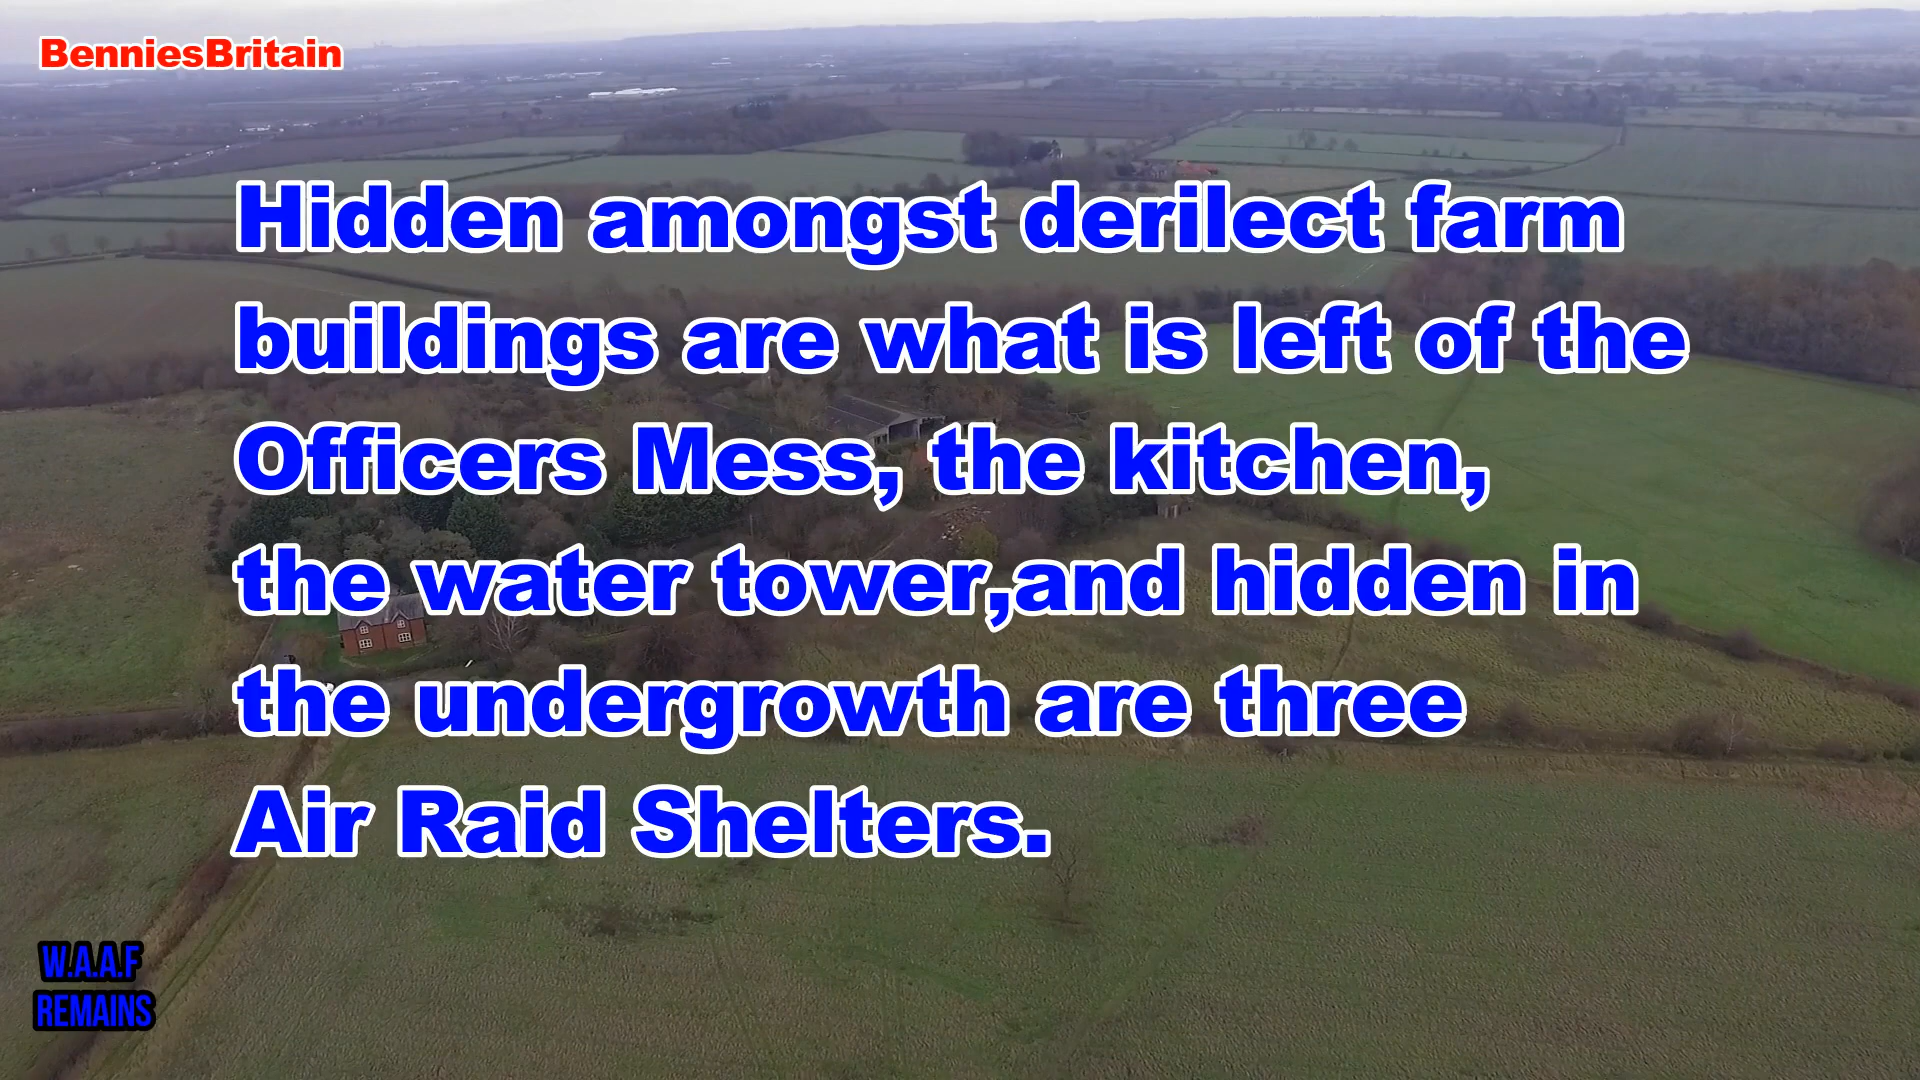 BenniesBritain
Hidden amongst derilect farm
buildings are what is left of the
Officers Mess, the kitchen,
the water tower,and hidden in
the undergrowth are three
Air Raid Shelters.
W.A.A.F
REMAINS